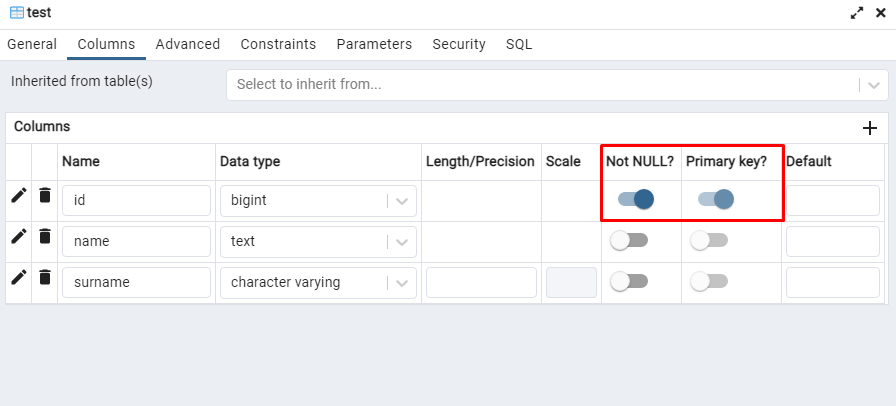 test
General Columns Advanced Constraints Parameters Security SQL
Inherited from table(s) Select to inherit from...
Columns
Name Data type Length/Precision Scale Not NULL? Primary key? Default
id bigint
name text
surname character varying